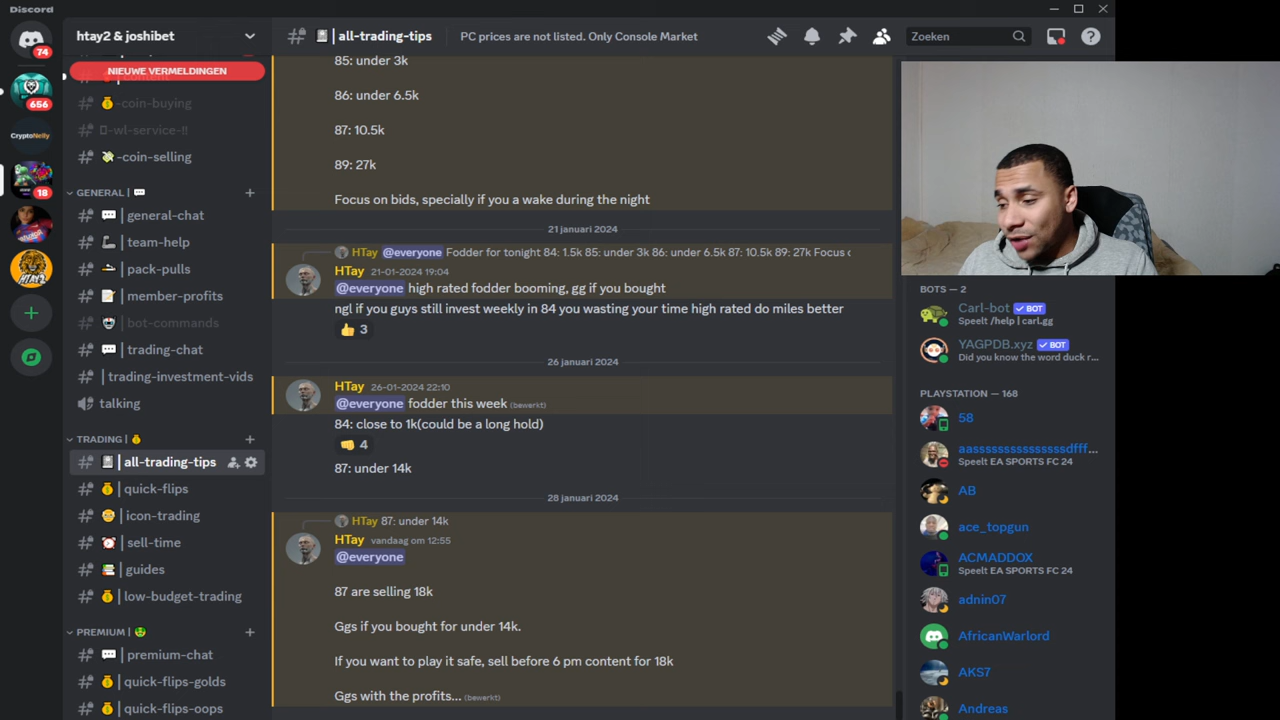 Discord
htay2 & joshibet
all-trading-tips
PC prices are not listed. Only Console Market
Zoeken
74
656
CryptoNelly
18
NIEUWE VERMELDINGEN
-coin-buying
-wl-service-!!
-coin-selling
GENERAL |
general-chat
team-help
pack-pulls
member-profits
bot-commands
trading-chat
trading-investment-vids
talking
TRADING |
all-trading-tips
quick-flips
icon-trading
sell-time
guides
low-budget-trading
PREMIUM |
premium-chat
quick-flips-golds
quick-flips-oops
85: under 3k
86: under 6.5k
87: 10.5k
89: 27k
Focus on bids, specially if you a wake during the night
21 januari 2024
HTay @everyone Fodder for tonight 84: 1.5k 85: under 3k 86: under 6.5k 87: 10.5k 89: 27k Focus c
HTay 21-01-2024 19:04
@everyone high rated fodder booming, gg if you bought
ngl if you guys still invest weekly in 84 you wasting your time high rated do miles better
3
26 januari 2024
HTay 26-01-2024 22:10
@everyone fodder this week (bewerkt)
84: close to 1k(could be a long hold)
4
87: under 14k
28 januari 2024
HTay 87: under 14k
HTay vandaag om 12:55
@everyone
87 are selling 18k
Ggs if you bought for under 14k.
If you want to play it safe, sell before 6 pm content for 18k
Ggs with the profits... (bewerkt)
BOTS — 2
Carl-bot BOT
Speelt /help | carl.gg
YAGPDB.xyz BOT
Did you know the word duck r...
PLAYSTATION — 168
58
aasssssssssssssssdfff...
Speelt EA SPORTS FC 24
AB
ace_topgun
ACMADDOX
Speelt EA SPORTS FC 24
adnin07
AfricanWarlord
AKS7
Andreas